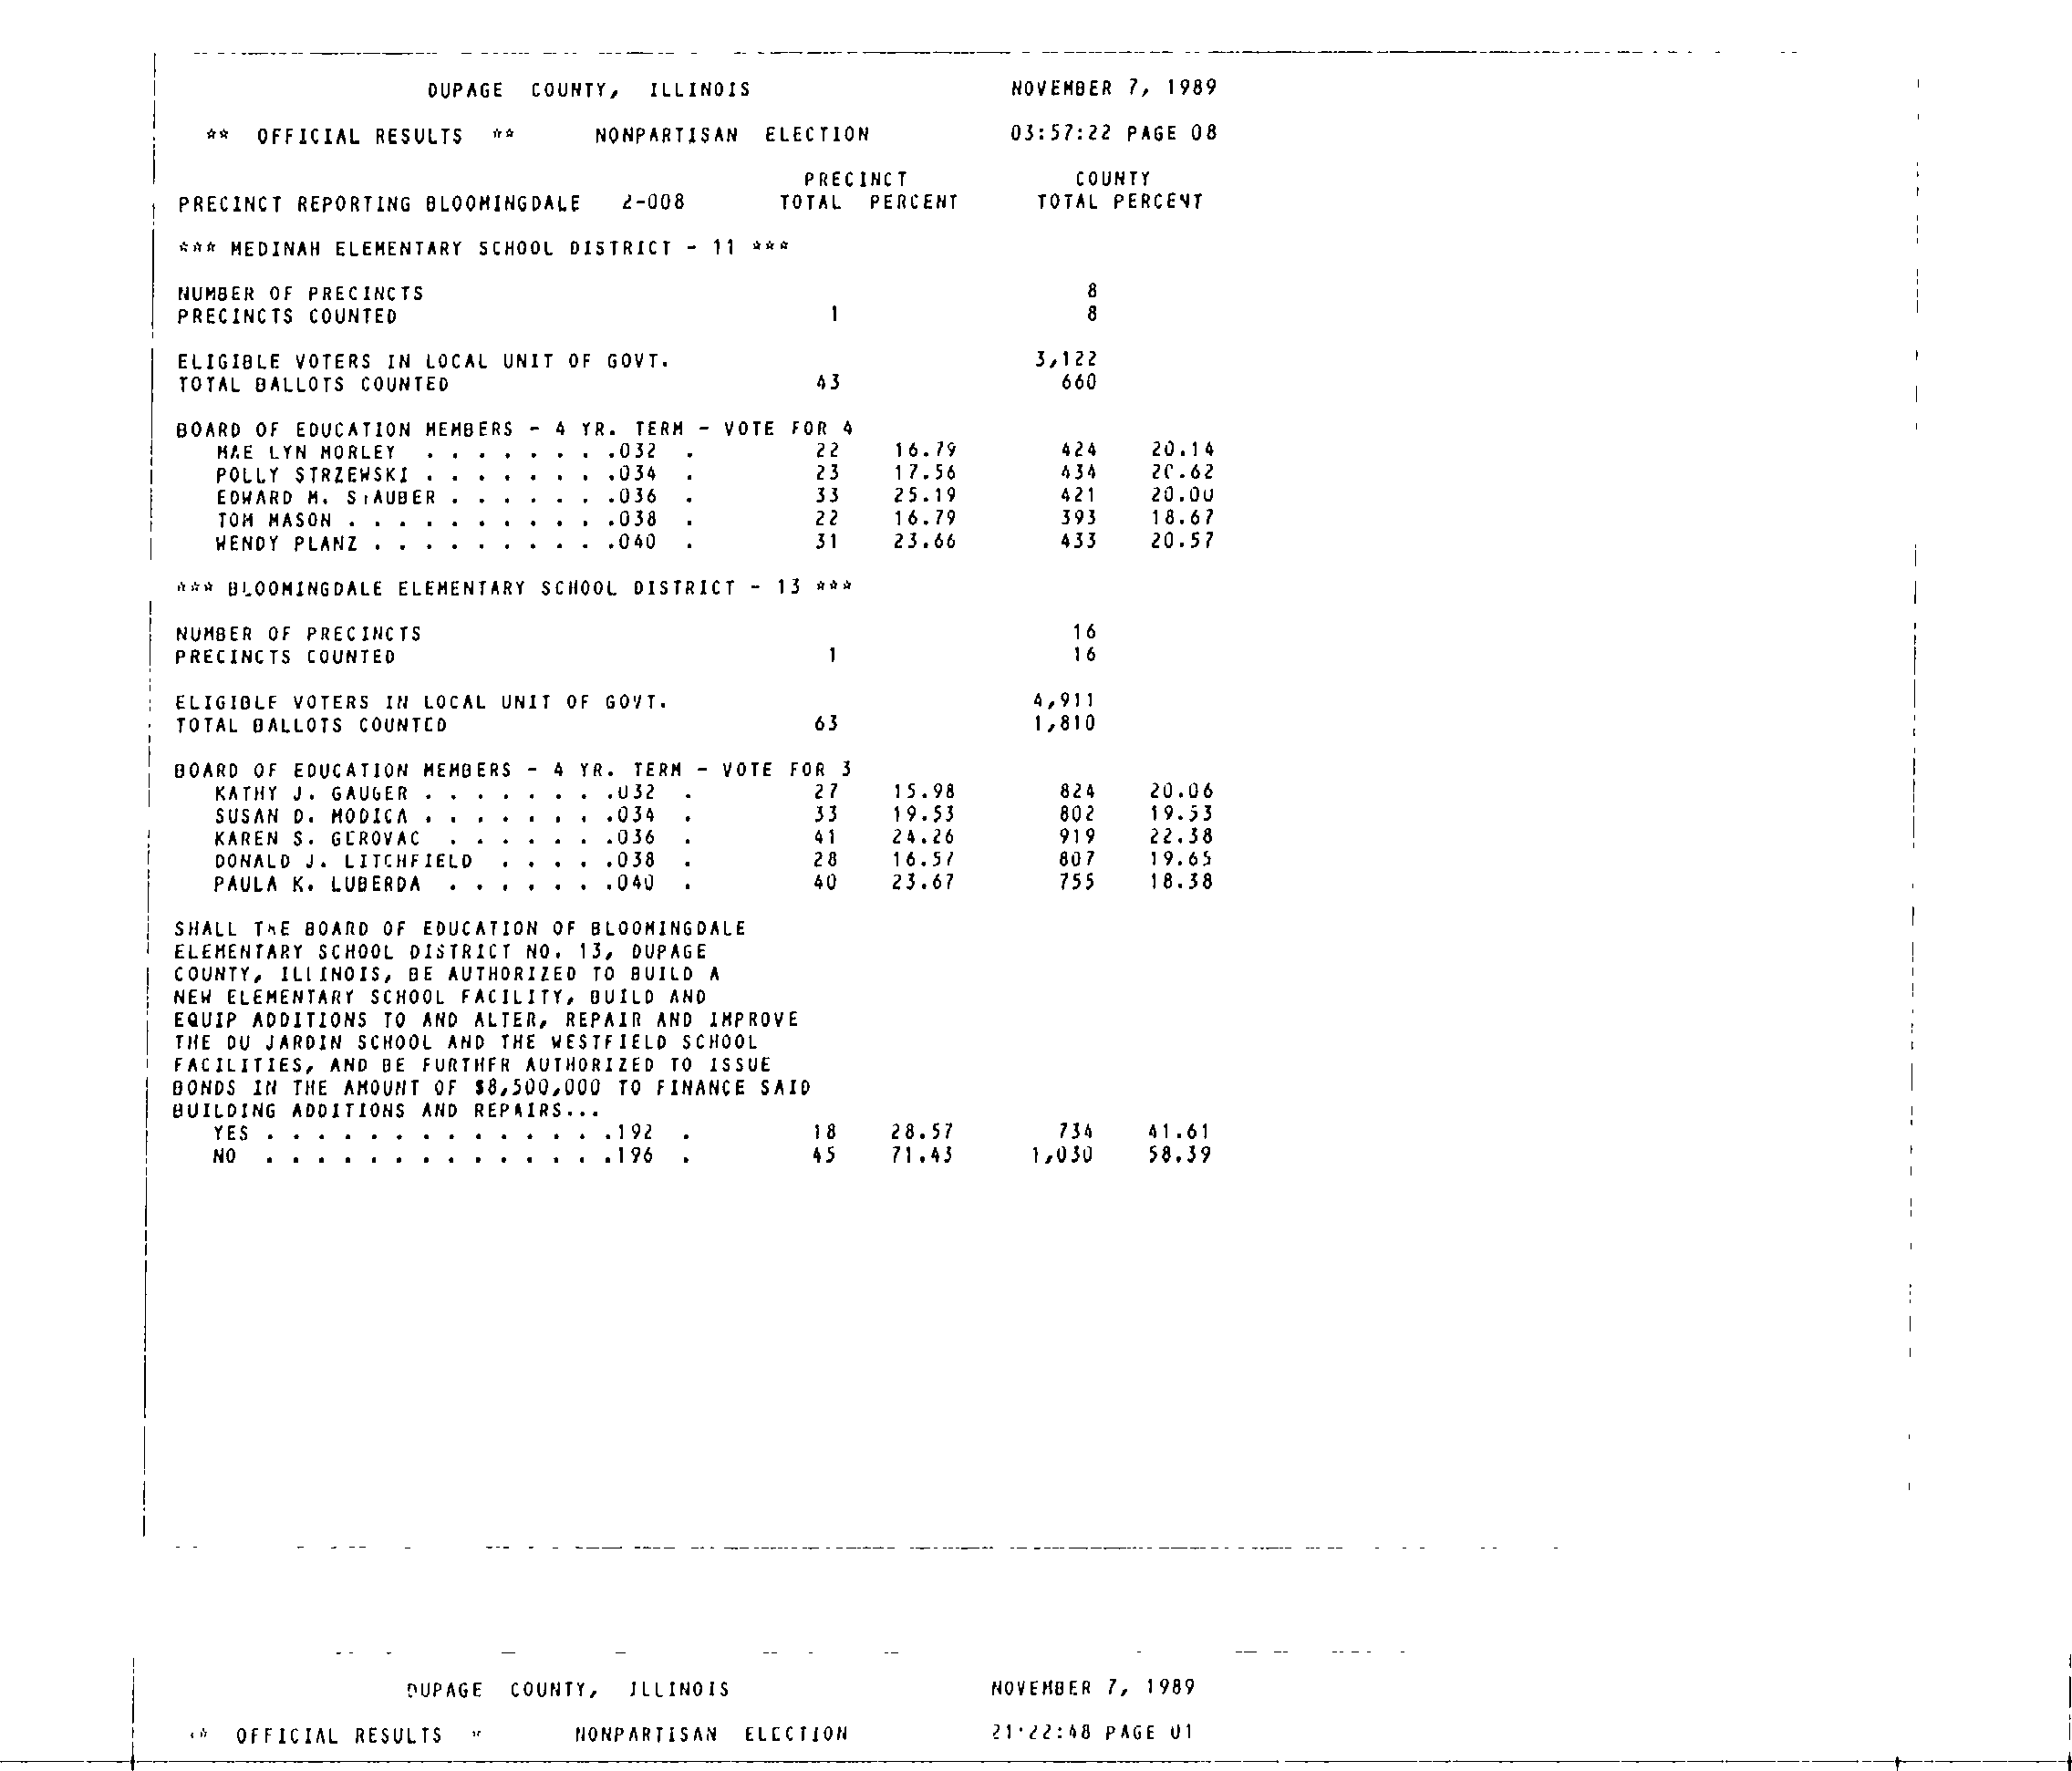 DUPAGE COUNTY, ILLINOIS NOVEMBER 7, 1989
** OFFICIAL RESULTS ** NONPARTISAN ELECTION 03:57:22 PAGE 08
PRECINCT COUNTY
PRECINCT REPORTING BLOOMINGDALE 2-008 TOTAL PERCENT TOTAL PERCENT
*** MEDINAH ELEMENTARY SCHOOL DISTRICT - 11 ***
NUMBER OF PRECINCTS 8
PRECINCTS COUNTED 1 8
ELIGIBLE VOTERS IN LOCAL UNIT OF GOVT. 3,122
TOTAL BALLOTS COUNTED 43 660
BOARD OF EDUCATION MEMBERS - 4 YR. TERM - VOTE FOR 4
MAE LYN MORLEY . . . . . . . .032 . 22 16.79 424 20.14
POLLY STRZEWSKI . . . . . . . .034 . 23 17.56 434 20.62
EDWARD M. STAUBER . . . . . . .036 . 33 25.19 421 20.00
TOM MASON . . . . . . . . . . .038 . 22 16.79 393 18.67
WENDY PLANZ . . . . . . . . . .040 . 31 23.66 433 20.57
*** BLOOMINGDALE ELEMENTARY SCHOOL DISTRICT - 13 ***
NUMBER OF PRECINCTS 16
PRECINCTS COUNTED 1 16
ELIGIBLE VOTERS IN LOCAL UNIT OF GOVT. 4,911
TOTAL BALLOTS COUNTED 63 1,810
BOARD OF EDUCATION MEMBERS - 4 YR. TERM - VOTE FOR 3
KATHY J. GAUGER . . . . . . . .032 . 27 15.98 824 20.06
SUSAN D. MODICA . . . . . . . .034 . 33 19.53 802 19.53
KAREN S. GEROVAC . . . . . . .036 . 41 24.26 919 22.38
DONALD J. LITCHFIELD . . . . .038 . 28 16.57 807 19.65
PAULA K. LUBERDA . . . . . . .040 . 40 23.67 755 18.38
SHALL THE BOARD OF EDUCATION OF BLOOMINGDALE
ELEMENTARY SCHOOL DISTRICT NO. 13, DUPAGE
COUNTY, ILLINOIS, BE AUTHORIZED TO BUILD A
NEW ELEMENTARY SCHOOL FACILITY, BUILD AND
EQUIP ADDITIONS TO AND ALTER, REPAIR AND IMPROVE
THE DU JARDIN SCHOOL AND THE WESTFIELD SCHOOL
FACILITIES, AND BE FURTHER AUTHORIZED TO ISSUE
BONDS IN THE AMOUNT OF $8,500,000 TO FINANCE SAID
BUILDING ADDITIONS AND REPAIRS...
YES . . . . . . . . . . . . . .192 . 18 28.57 734 41.61
NO . . . . . . . . . . . . . .196 . 45 71.43 1,030 58.39
DUPAGE COUNTY, ILLINOIS NOVEMBER 7, 1989
** OFFICIAL RESULTS * NONPARTISAN ELECTION 21:22:48 PAGE 01